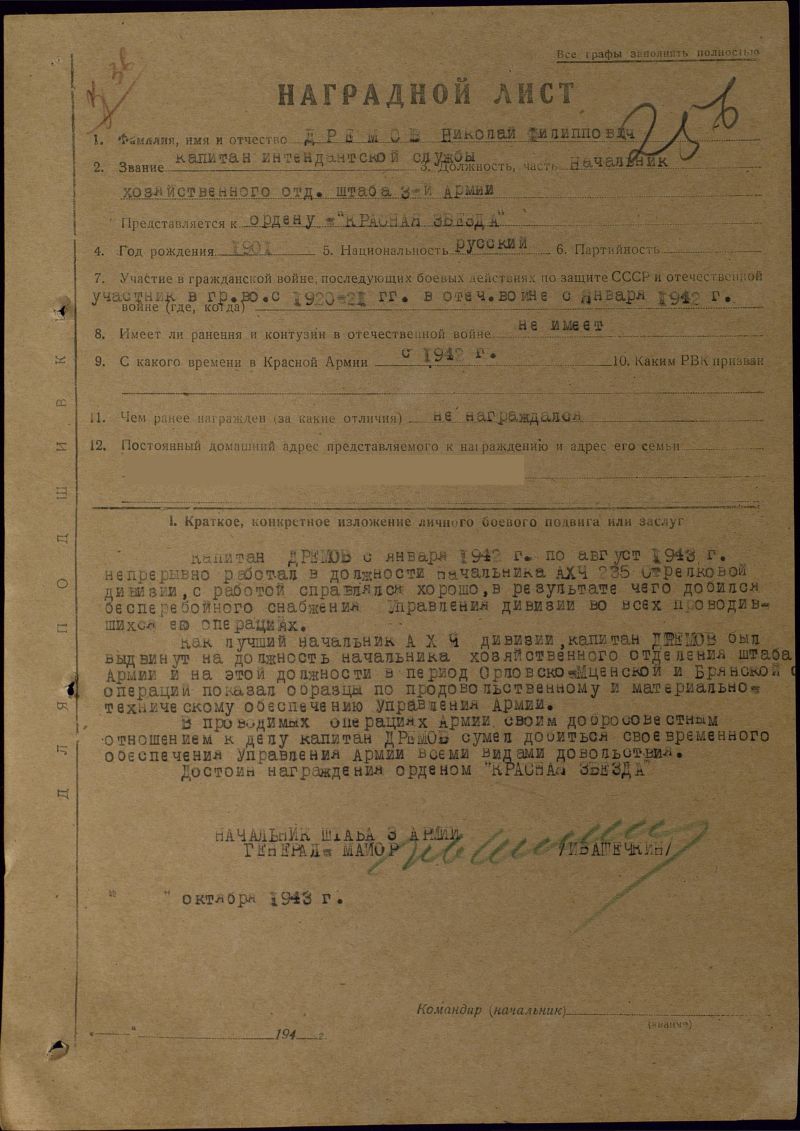 Все графы заполнять полностью
НАГРАДНОЙ ЛИСТ
256
1. Фамилия, имя и отчество ДРЕМОВ Николай Филиппович
2. Звание капитан интендантской службы 3. Должность, часть Начальник
хозяйственного отд. штаба 3-й Армии
Представляется к ордену "КРАСНАЯ ЗВЕЗДА"
4. Год рождения 1901 5. Национальность русский 6. Партийность
7. Участие в гражданской войне, последующих боевых действиях по защите СССР и отечественной
участник в гр.во.с 1920-21 гг. в отеч.войне с января 1942 г.
войне (где, когда)
8. Имеет ли ранения и контузии в отечественной войне не имеет
9. С какого времени в Красной Армии с 1942 г. 10. Каким РВК призван
11. Чем ранее награжден (за какие отличия) не награждался
12. Постоянный домашний адрес представляемого к награждению и адрес его семьи
1. Краткое, конкретное изложение личного боевого подвига или заслуг
Капитан ДРЕМОВ с января 1942 г. по август 1943 г.
непрерывно работал в должности начальника АХЧ 235 Стрелковой
дивизии,с работой справлялся хорошо,в результате чего добился
бесперебойного снабжения Управления дивизии во всех проводив-
шихся ею операциях.
Как лучший начальник А Х Ч дивизии,капитан ДРЕМОВ был
выдвинут на должность начальника хозяйственного отделения штаба
Армии и на этой должности в период Орловско-Мценской и Брянской
операций показал образцы по продовольственному и материально-
техническому обеспечению Управления Армии.
В проводимых операциях Армии своим добросовестным
отношением к делу капитан ДРЕМОВ сумел добиться своевременного
обеспечения Управления Армии всеми видами довольствия.
Достоин награждения орденом "КРАСНАЯ ЗВЕЗДА"
НАЧАЛЬНИК ШТАБА 3 АРМИИ
ГЕНЕРАЛ- МАЙОР /ИВАШЕЧКИН/
" " октября 1943 г.
Командир (начальник)
(звание)
"—" 194 г.
ДЛЯ ПОДШИВКИ